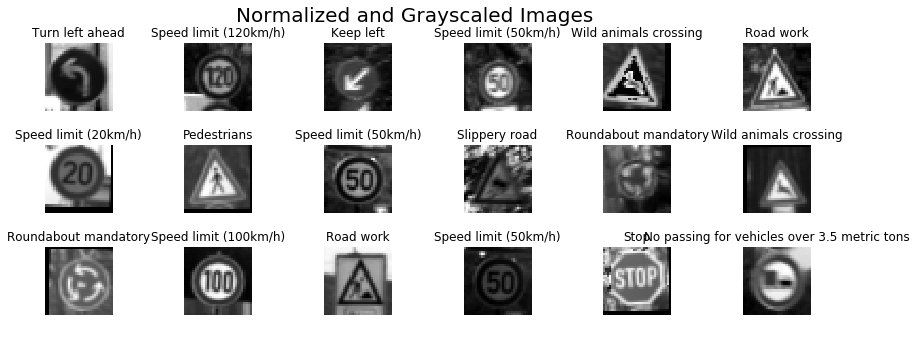 Normalized and Grayscaled Images
Turn left ahead
Speed limit (120km/h)
Keep left
Speed limit (50km/h)
Wild animals crossing
Road work
120
50
Speed limit (20km/h)
Pedestrians
Speed limit (50km/h)
Slippery road
Roundabout mandatory
Wild animals crossing
20
50
Roundabout mandatory
Speed limit (100km/h)
Road work
Speed limit (50km/h)
Stop
No passing for vehicles over 3.5 metric tons
100
50
STOP